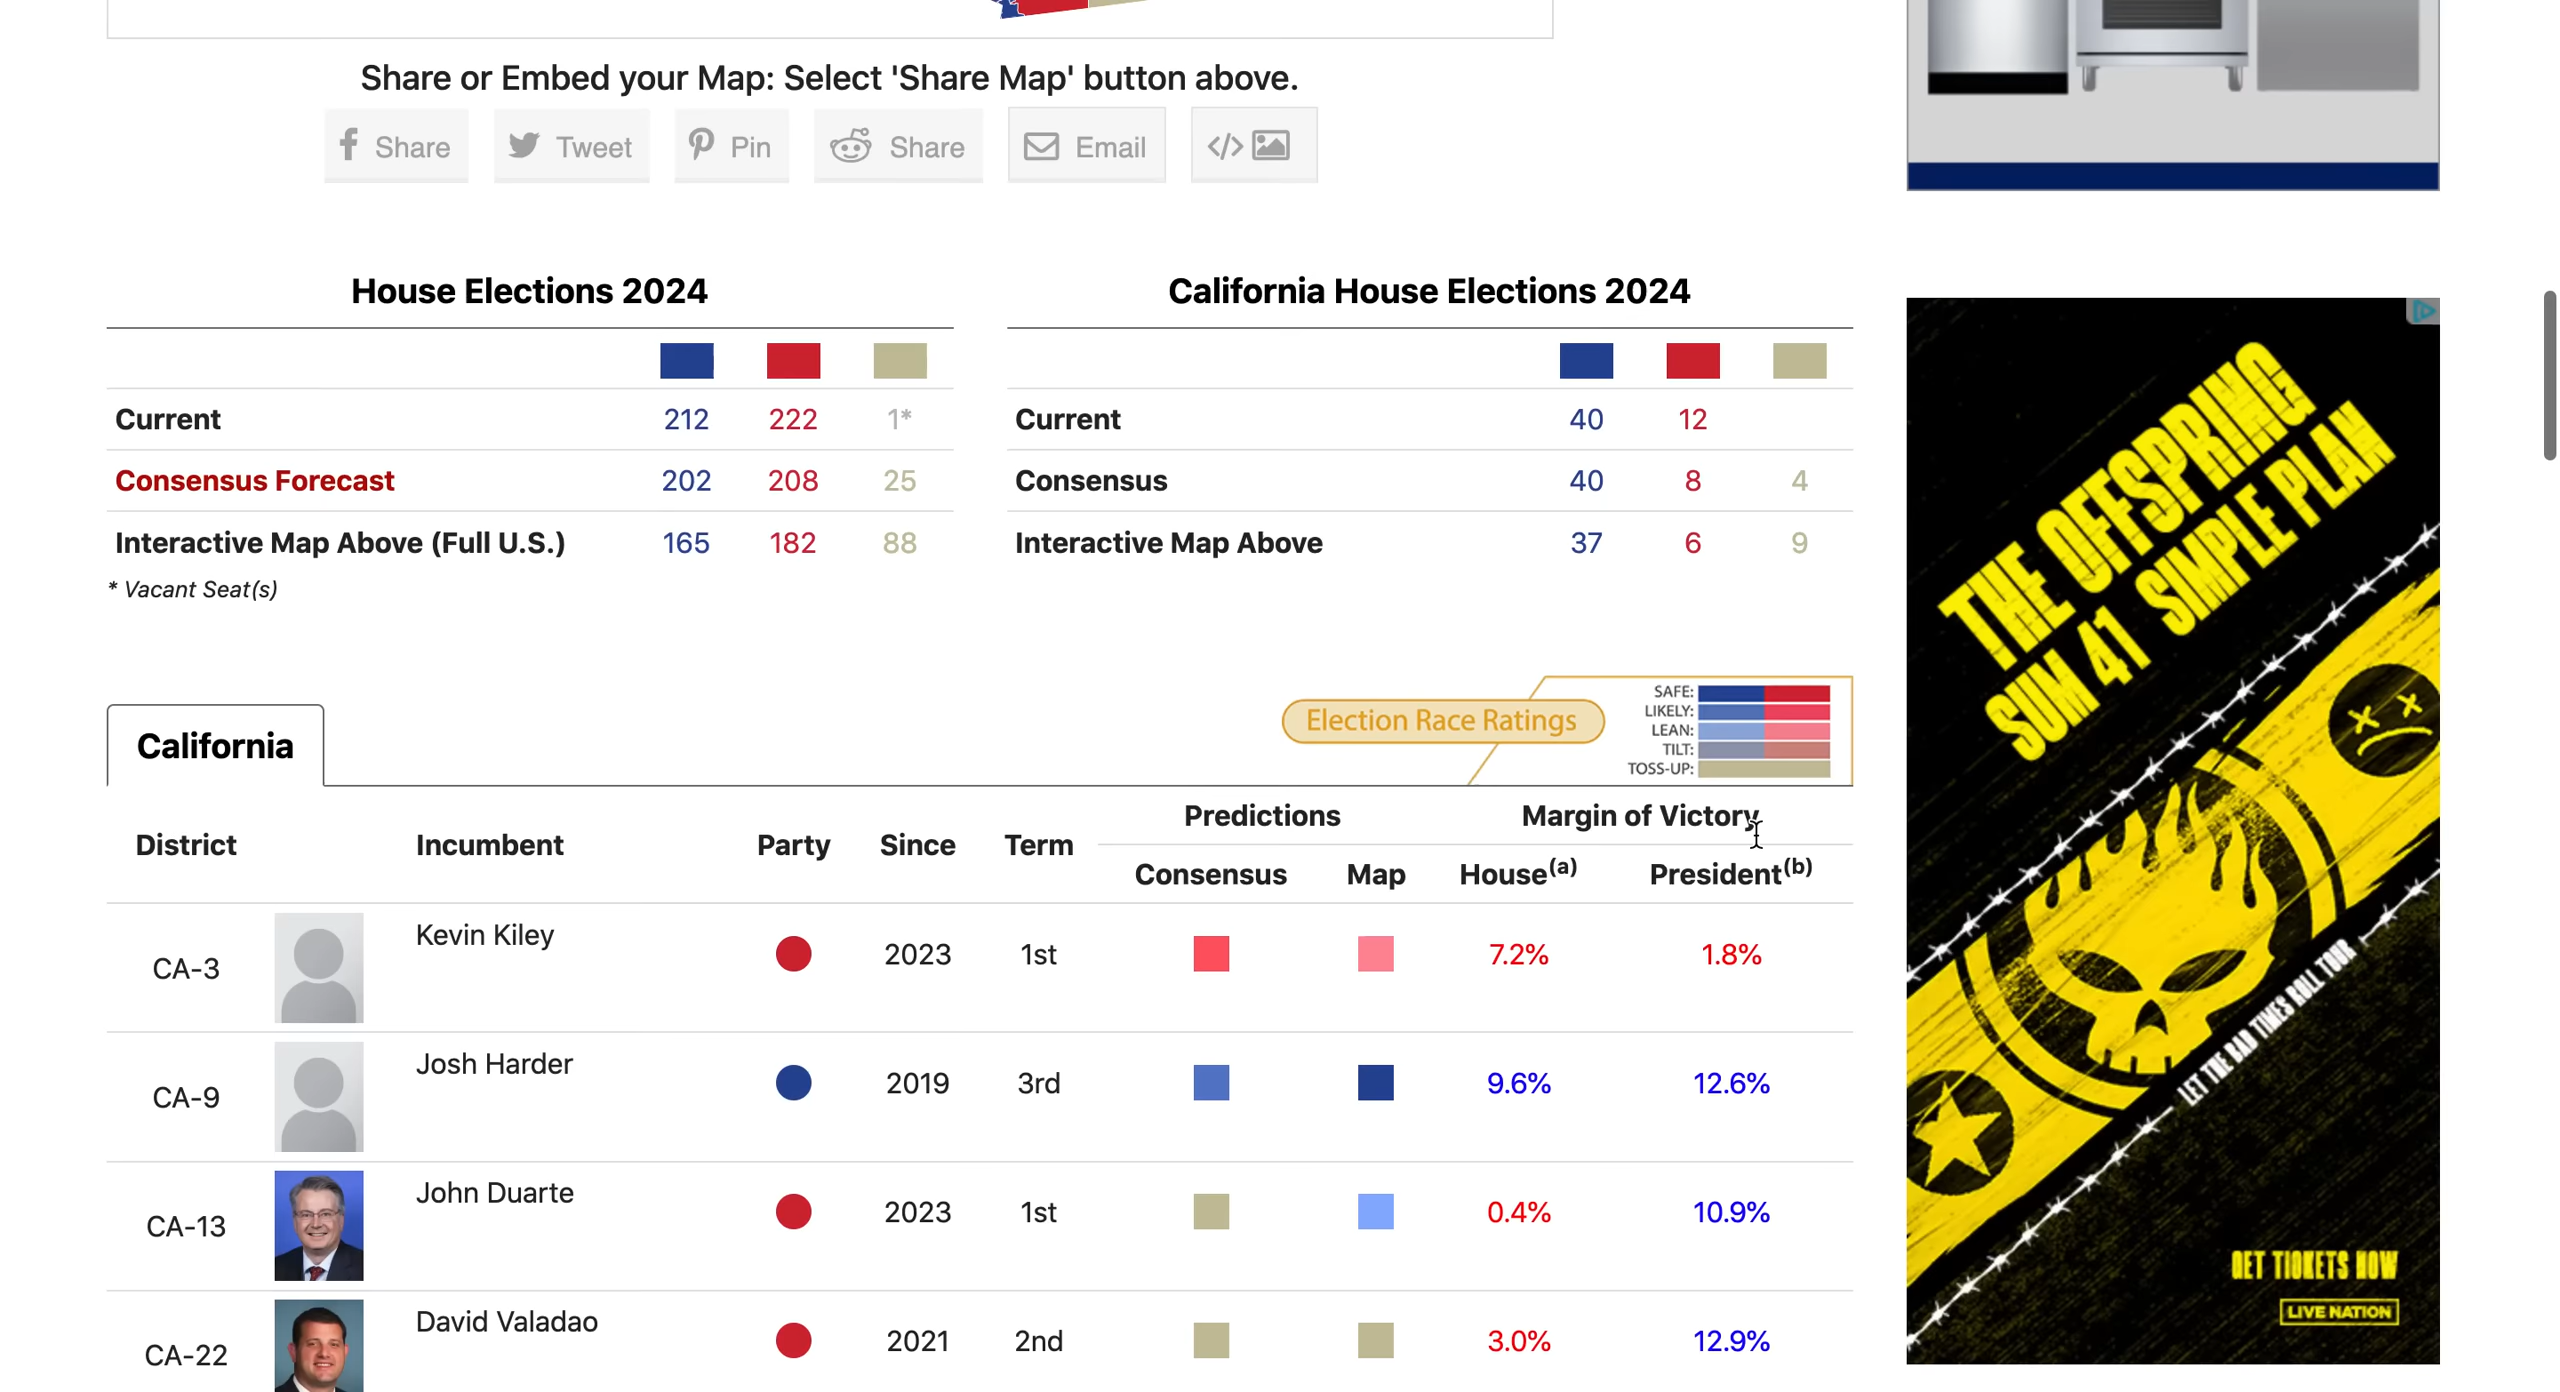 Share or Embed your Map: Select 'Share Map' button above.
Share Tweet Pin Share Email </>
House Elections 2024
Current 212 222 1*
Consensus Forecast 202 208 25
Interactive Map Above (Full U.S.) 165 182 88
* Vacant Seat(s)
California House Elections 2024
Current 40 12
Consensus 40 8 4
Interactive Map Above 37 6 9
California
Election Race Ratings
SAFE:
LIKELY:
LEAN:
TILT:
TOSS-UP:
Predictions Margin of Victory
District Incumbent Party Since Term
Consensus Map House(a) President(b)
CA-3 Kevin Kiley 2023 1st 7.2% 1.8%
CA-9 Josh Harder 2019 3rd 9.6% 12.6%
CA-13 John Duarte 2023 1st 0.4% 10.9%
CA-22 David Valadao 2021 2nd 3.0% 12.9%
THE OFFSPRING
SUM 41 SIMPLE PLAN
LET THE BAD TIMES ROLL TOUR
GET TICKETS NOW
LIVE NATION